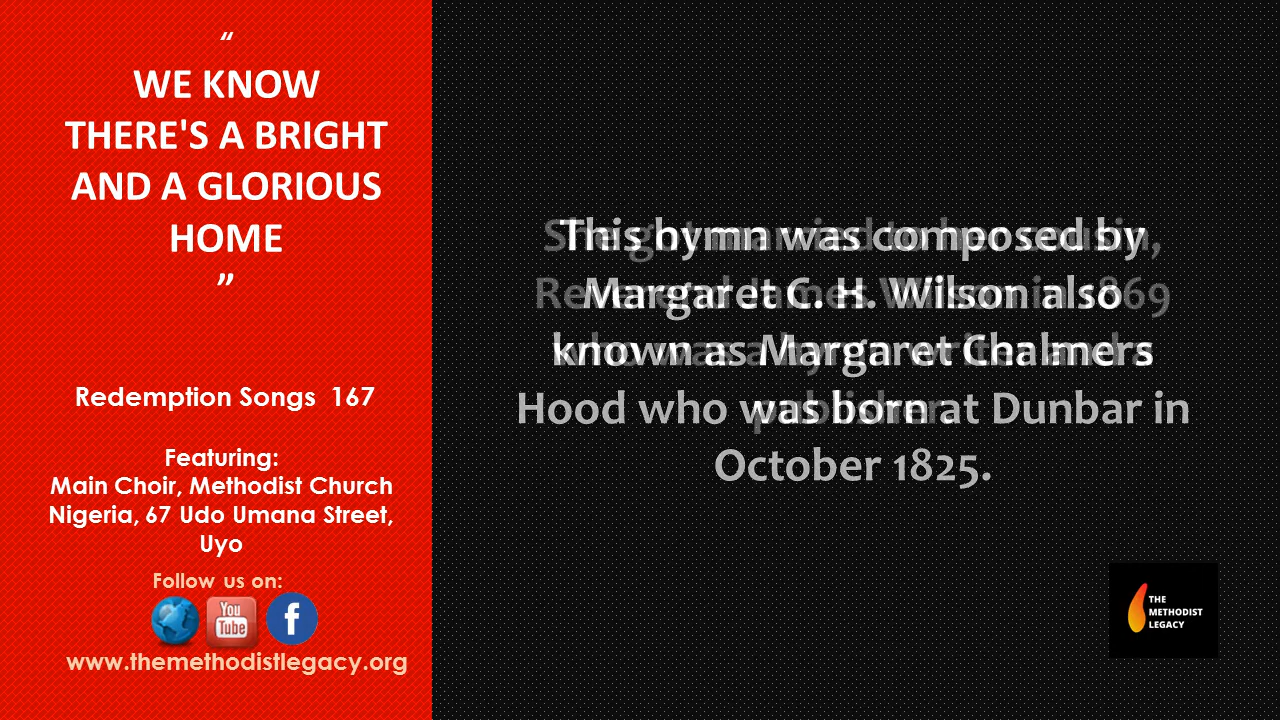 “
WE KNOW
THERE'S A BRIGHT
AND A GLORIOUS
HOME
”
Redemption Songs 167
Featuring:
Main Choir, Methodist Church
Nigeria, 67 Udo Umana Street,
Uyo
Follow us on:
You
Tube
f
www.themethodistlegacy.org
This hymn was composed by
Margaret C. H. Wilson also
known as Margaret Chalmers
Hood who was born at Dunbar in
October 1825.
THE
METHODIST
LEGACY